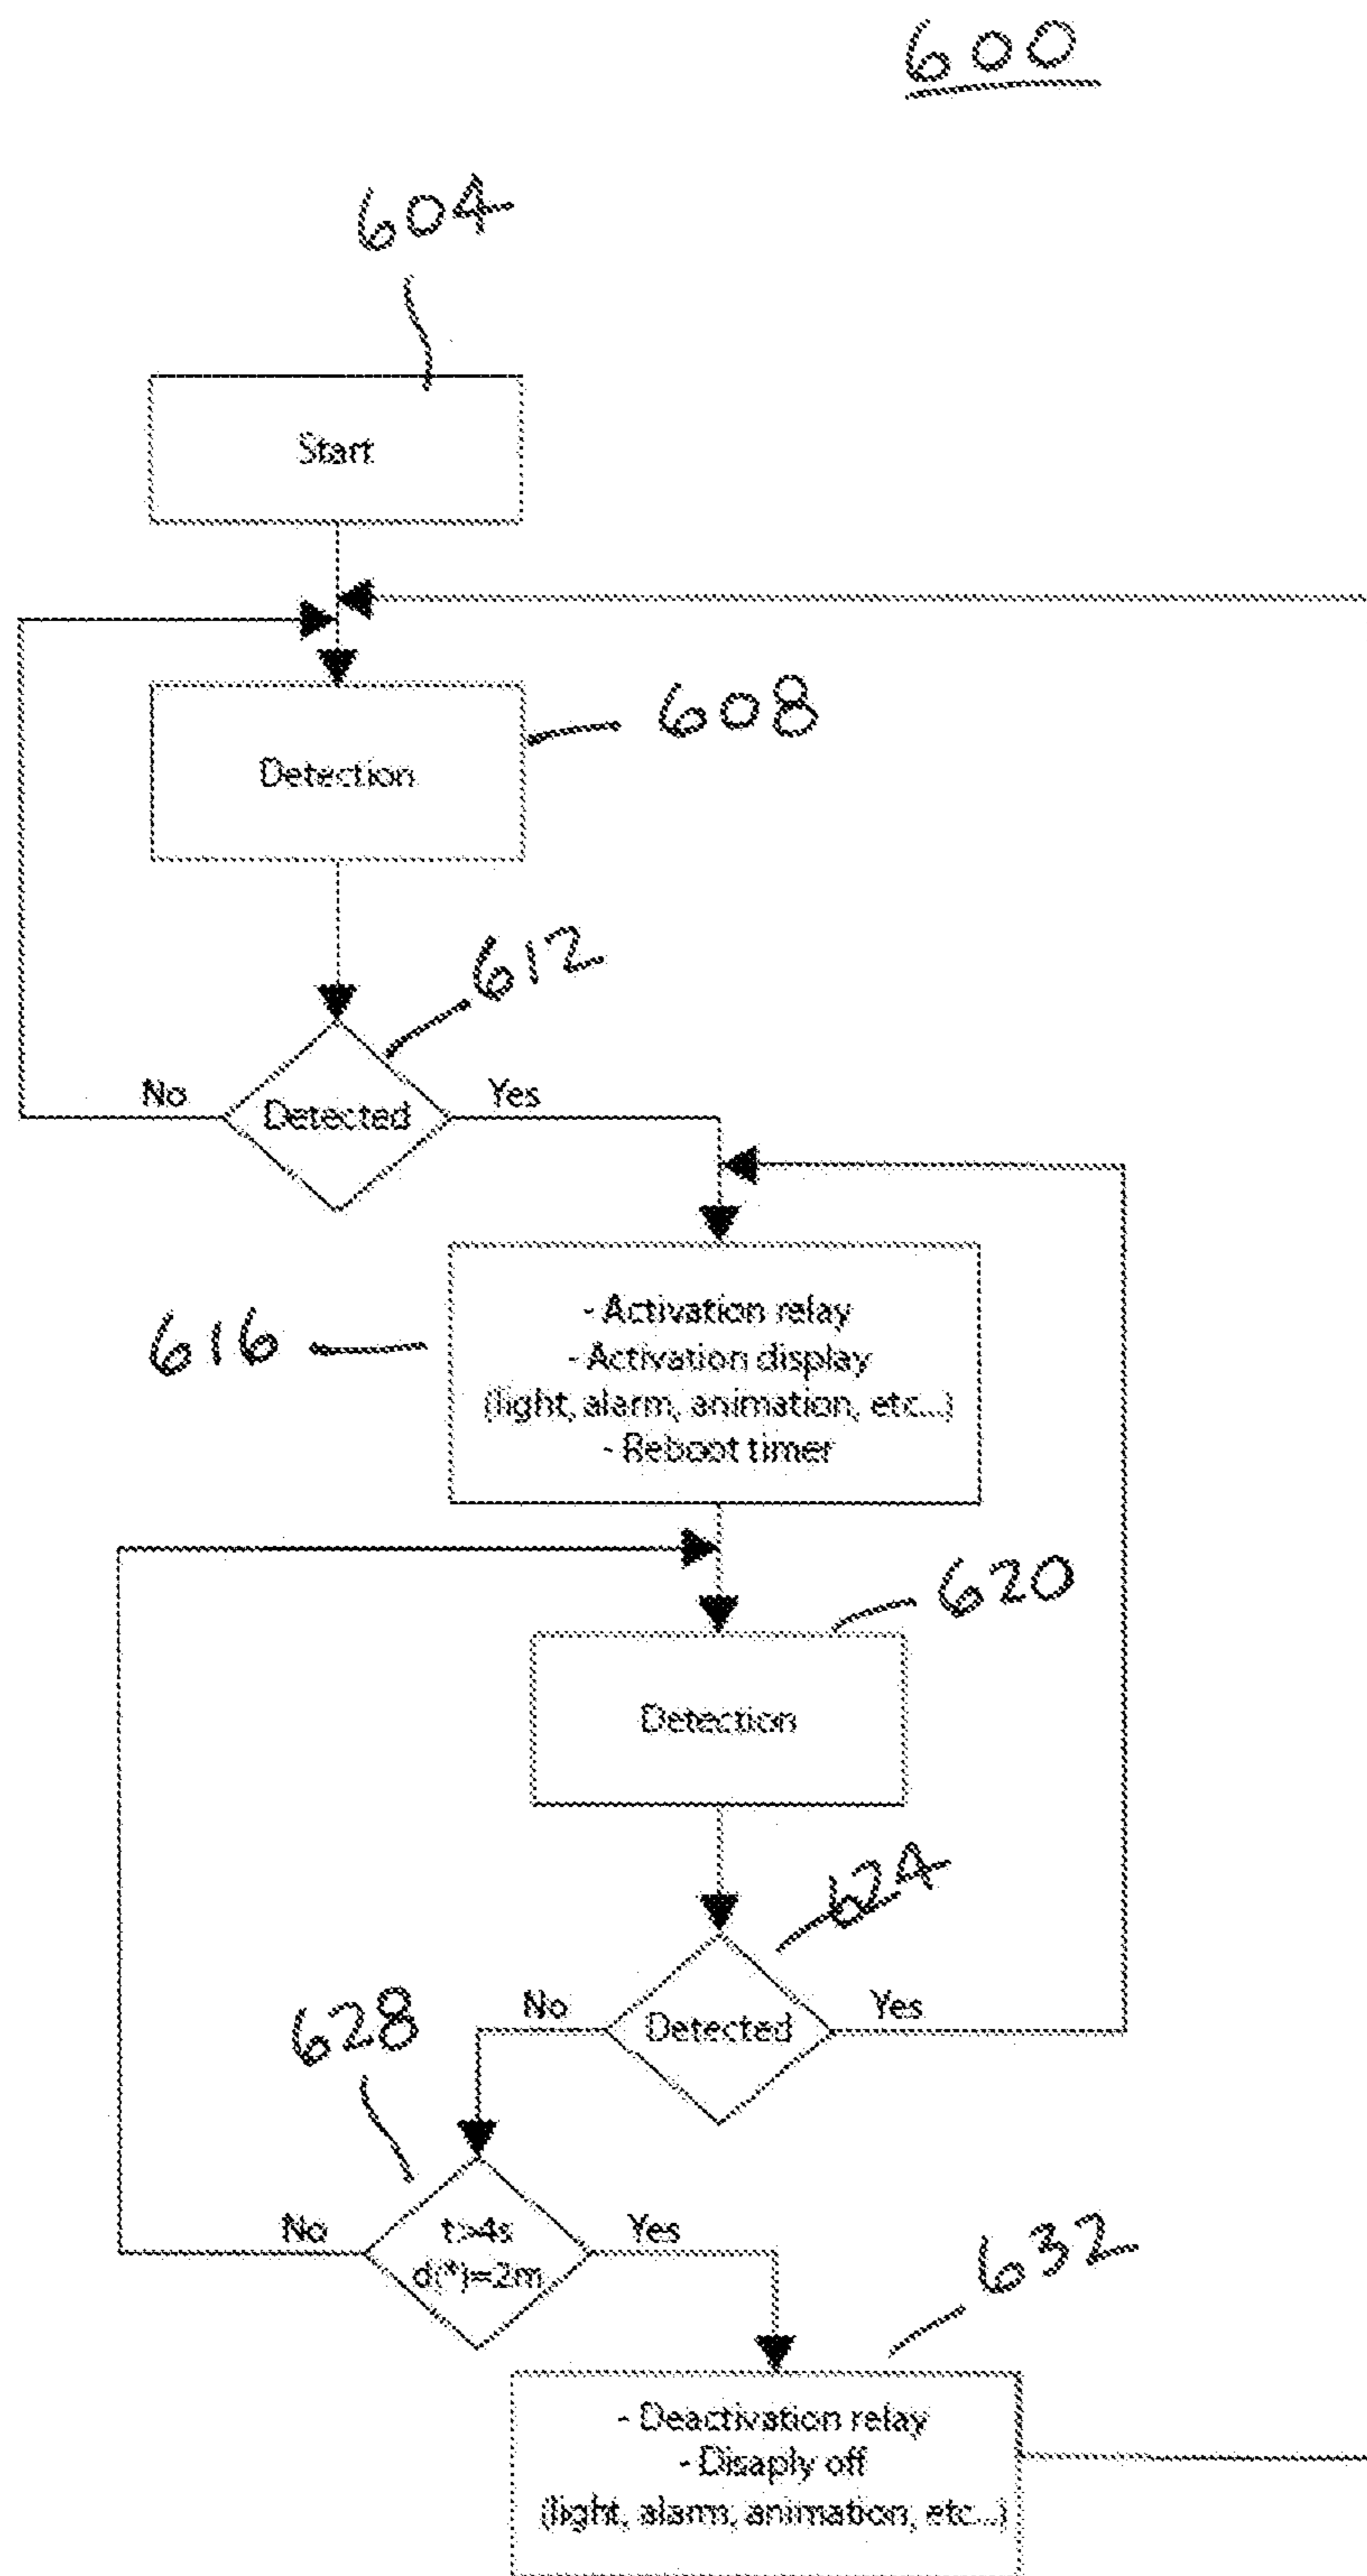 600
604
Start
608
Detection
612
No
Detected
Yes
616
- Activation relay
- Activation display
(light, alarm, animation, etc...)
- Reboot timer
620
Detection
624
No
Detected
Yes
628
No
t>4s
d(*)=2m
Yes
632
- Deactivation relay
- Disaply off
(light, alarm, animation, etc...)